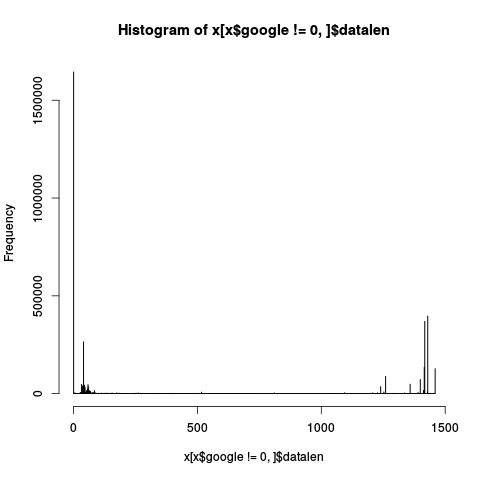 Histogram of x[x$google != 0, ]$datalen
1500000
1000000
500000
0
Frequency
0 500 1000 1500
x[x$google != 0, ]$datalen